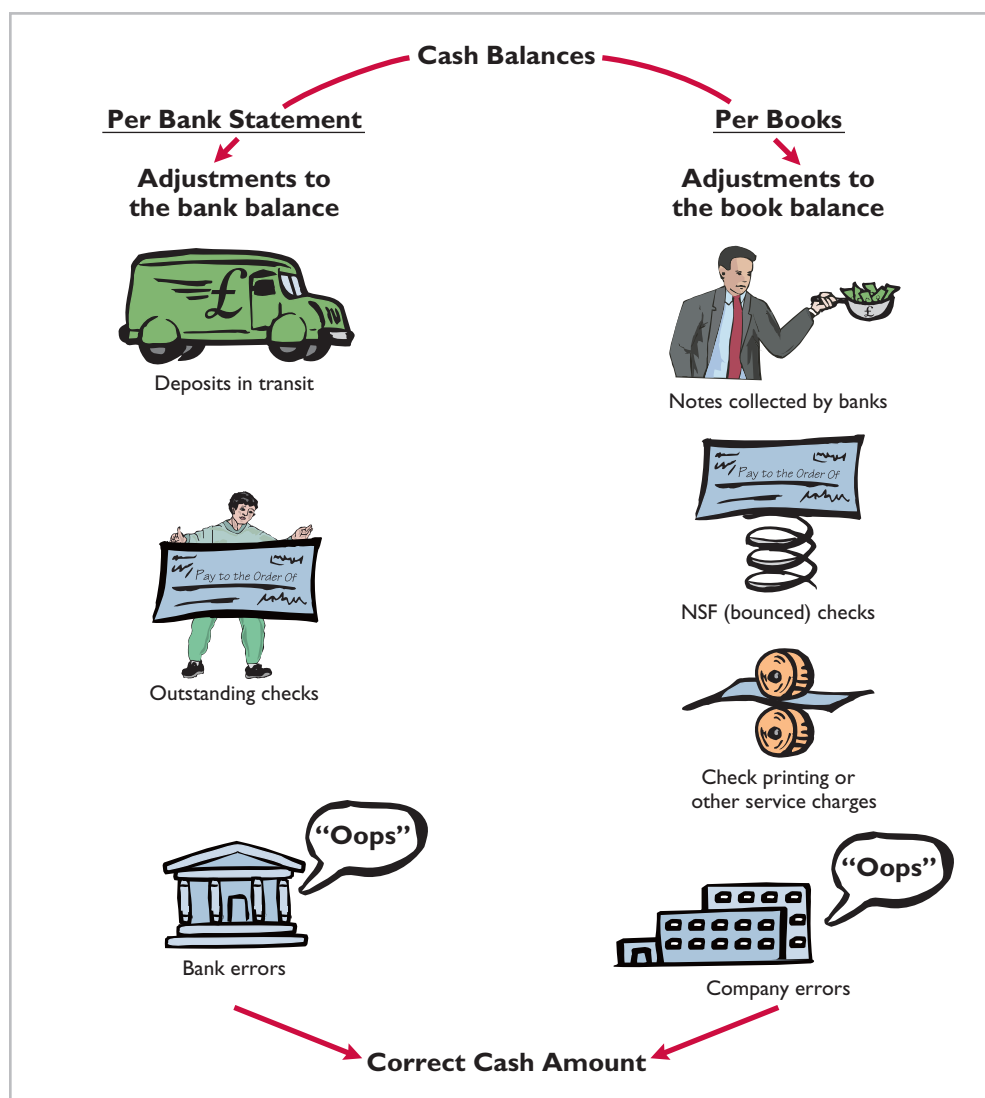 Cash Balances
Per Bank Statement
Adjustments to
the bank balance
£
Deposits in transit
Pay to the Order Of
Outstanding checks
“Oops”
Bank errors
Per Books
Adjustments to
the book balance
£
Notes collected by banks
Pay to the Order Of
NSF (bounced) checks
Check printing or
other service charges
“Oops”
Company errors
Correct Cash Amount